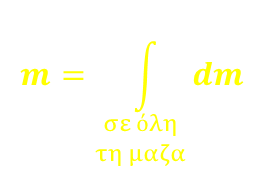 m = ∫ dm
σε όλη
τη μαζα